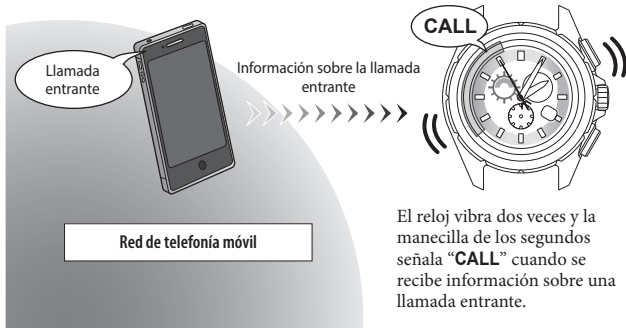 CALL
Llamada
entrante
Información sobre la llamada
entrante
Red de telefonía móvil
El reloj vibra dos veces y la
manecilla de los segundos
señala “CALL” cuando se
recibe información sobre una
llamada entrante.